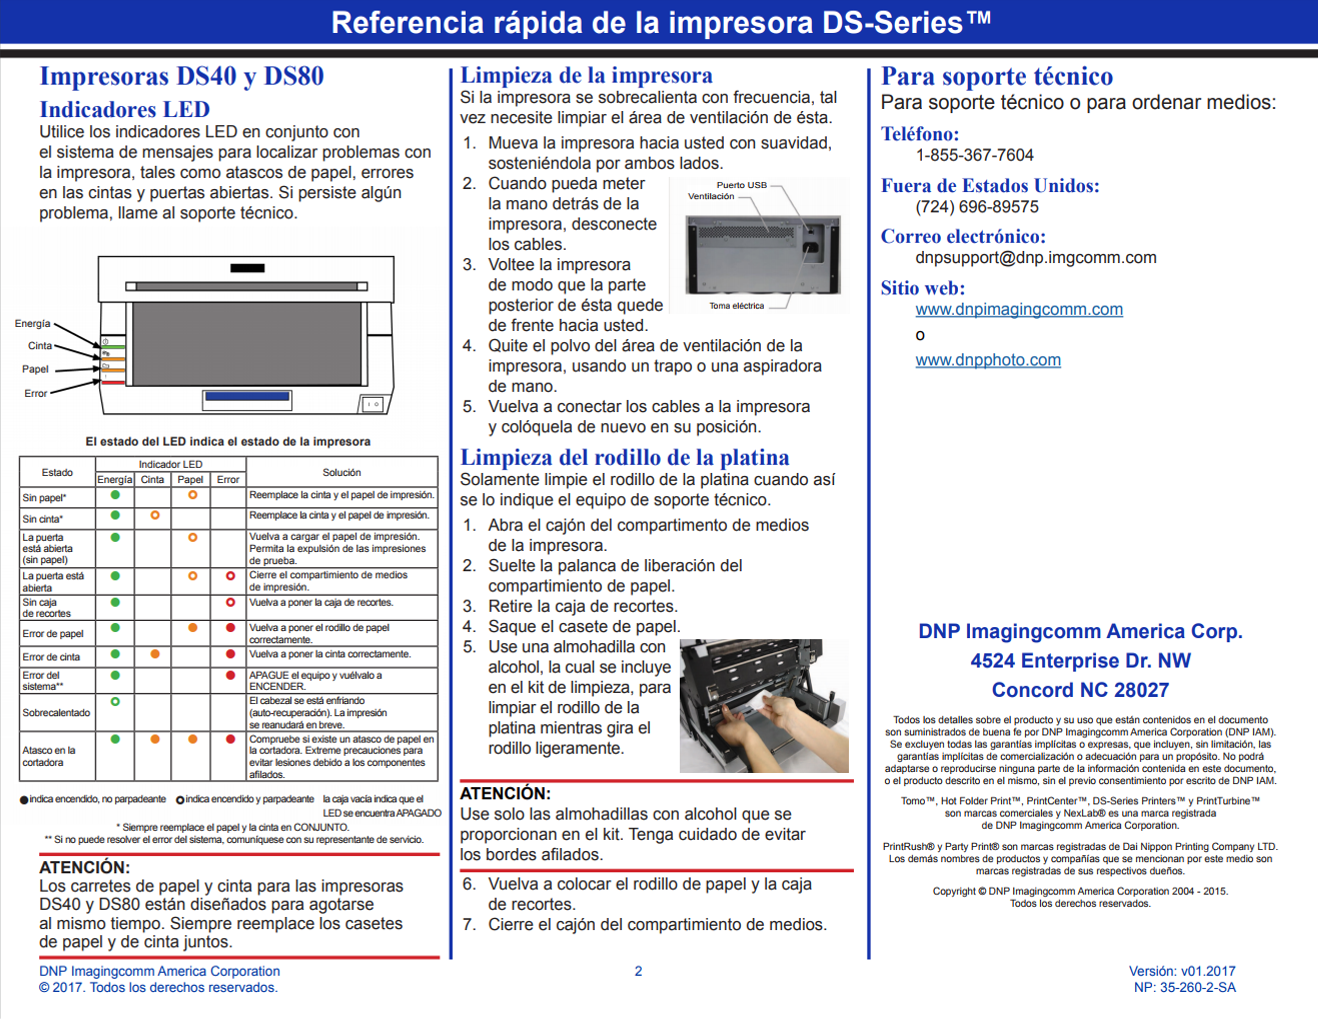 Referencia rápida de la impresora DS-Series™
Impresoras DS40 y DS80
Indicadores LED
Utilice los indicadores LED en conjunto con
el sistema de mensajes para localizar problemas con
la impresora, tales como atascos de papel, errores
en las cintas y puertas abiertas. Si persiste algún
problema, llame al soporte técnico.
Energía
Cinta
Papel
Error
El estado del LED indica el estado de la impresora
Estado Indicador LED Solución
Energía Cinta Papel Error
Sin papel* Reemplace la cinta y el papel de impresión.
Sin cinta* Reemplace la cinta y el papel de impresión.
La puerta está abierta (sin papel) Vuelva a cargar el papel de impresión.
Permita la expulsión de las impresiones
de prueba.
La puerta está abierta Cierre el compartimiento de medios
de impresión.
Sin caja de recortes Vuelva a poner la caja de recortes.
Error de papel Vuelva a poner el rodillo de papel
correctamente.
Error de cinta Vuelva a poner la cinta correctamente.
Error del sistema** APAGUE el equipo y vuélvalo a
ENCENDER.
Sobrecalentado El cabezal se está enfriando
(auto-recuperación). La impresión
se reanudará en breve.
Atasco en la cortadora Compruebe si existe un atasco de papel en
la cortadora. Extreme precauciones para
evitar lesiones debido a los componentes
afilados.
indica encendido, no parpadeante indica encendido y parpadeante la caja vacía indica que el
LED se encuentra APAGADO
* Siempre reemplace el papel y la cinta en CONJUNTO.
** Si no puede resolver el error del sistema, comuníquese con su representante de servicio.
ATENCIÓN:
Los carretes de papel y cinta para las impresoras
DS40 y DS80 están diseñados para agotarse
al mismo tiempo. Siempre reemplace los casetes
de papel y de cinta juntos.
Limpieza de la impresora
Si la impresora se sobrecalienta con frecuencia, tal
vez necesite limpiar el área de ventilación de ésta.
1. Mueva la impresora hacia usted con suavidad,
sosteniéndola por ambos lados.
2. Cuando pueda meter
la mano detrás de la
impresora, desconecte
los cables.
3. Voltee la impresora
de modo que la parte
posterior de ésta quede
de frente hacia usted.
Puerto USB
Ventilación
Toma eléctrica
4. Quite el polvo del área de ventilación de la
impresora, usando un trapo o una aspiradora
de mano.
5. Vuelva a conectar los cables a la impresora
y colóquela de nuevo en su posición.
Limpieza del rodillo de la platina
Solamente limpie el rodillo de la platina cuando así
se lo indique el equipo de soporte técnico.
1. Abra el cajón del compartimento de medios
de la impresora.
2. Suelte la palanca de liberación del
compartimiento de papel.
3. Retire la caja de recortes.
4. Saque el casete de papel.
5. Use una almohadilla con
alcohol, la cual se incluye
en el kit de limpieza, para
limpiar el rodillo de la
platina mientras gira el
rodillo ligeramente.
ATENCIÓN:
Use solo las almohadillas con alcohol que se
proporcionan en el kit. Tenga cuidado de evitar
los bordes afilados.
6. Vuelva a colocar el rodillo de papel y la caja
de recortes.
7. Cierre el cajón del compartimento de medios.
Para soporte técnico
Para soporte técnico o para ordenar medios:
Teléfono:
1-855-367-7604
Fuera de Estados Unidos:
(724) 696-89575
Correo electrónico:
dnpsupport@dnp.imgcomm.com
Sitio web:
www.dnpimagingcomm.com
o
www.dnpphoto.com
DNP Imagingcomm America Corp.
4524 Enterprise Dr. NW
Concord NC 28027
Todos los detalles sobre el producto y su uso que están contenidos en el documento
son suministrados de buena fe por DNP Imagingcomm America Corporation (DNP IAM).
Se excluyen todas las garantías implícitas o expresas, que incluyen, sin limitación, las
garantías implícitas de comercialización o adecuación para un propósito. No podrá
adaptarse o reproducirse ninguna parte de la información contenida en este documento,
o el producto descrito en el mismo, sin el previo consentimiento por escrito de DNP IAM.
Tomo™, Hot Folder Print™, PrintCenter™, DS-Series Printers™ y PrintTurbine™
son marcas comerciales y NexLab® es una marca registrada
de DNP Imagingcomm America Corporation.
PrintRush® y Party Print® son marcas registradas de Dai Nippon Printing Company LTD.
Los demás nombres de productos y compañías que se mencionan por este medio son
marcas registradas de sus respectivos dueños.
Copyright © DNP Imagingcomm America Corporation 2004 - 2015.
Todos los derechos reservados.
DNP Imagingcomm America Corporation
© 2017. Todos los derechos reservados.
2
Versión: v01.2017
NP: 35-260-2-SA